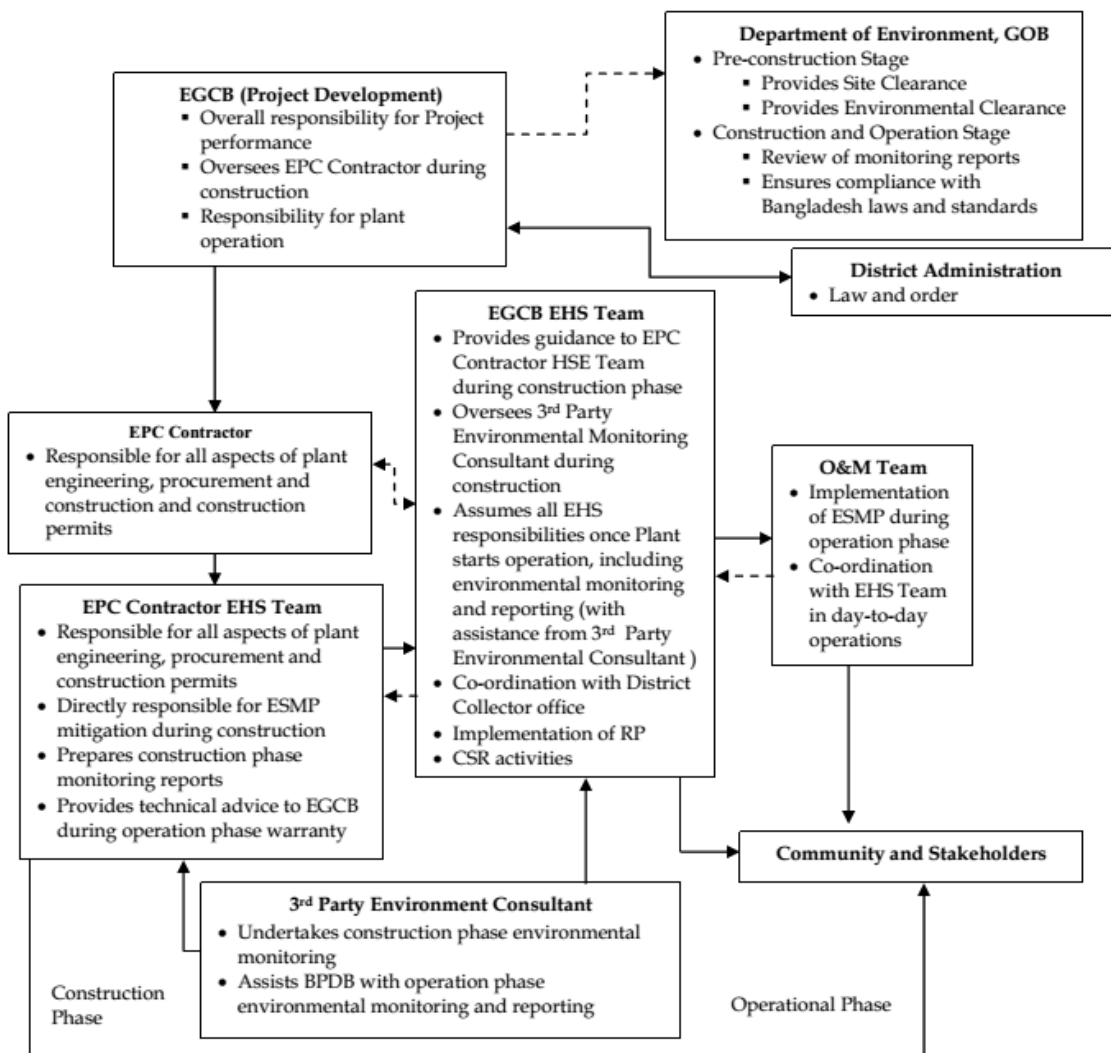 Department of Environment, GOB
• Pre-construction Stage
▪ Provides Site Clearance
▪ Provides Environmental Clearance
• Construction and Operation Stage
▪ Review of monitoring reports
▪ Ensures compliance with
Bangladesh laws and standards
EGCB (Project Development)
▪ Overall responsibility for Project
performance
▪ Oversees EPC Contractor during
construction
▪ Responsibility for plant
operation
District Administration
• Law and order
EGCB EHS Team
• Provides guidance to EPC
Contractor HSE Team
during construction phase
• Oversees 3rd Party
Environmental Monitoring
Consultant during
construction
• Assumes all EHS
responsibilities once Plant
starts operation, including
environmental monitoring
and reporting (with
assistance from 3rd Party
Environmental Consultant )
• Co-ordination with District
Collector office
• Implementation of RP
• CSR activities
EPC Contractor
• Responsible for all aspects of plant
engineering, procurement and
construction and construction
permits
O&M Team
• Implementation
of ESMP during
operation phase
• Co-ordination
with EHS Team
in day-to-day
operations
EPC Contractor EHS Team
• Responsible for all aspects of plant
engineering, procurement and
construction permits
• Directly responsible for ESMP
mitigation during construction
• Prepares construction phase
monitoring reports
• Provides technical advice to EGCB
during operation phase warranty
Community and Stakeholders
3rd Party Environment Consultant
• Undertakes construction phase environmental
monitoring
• Assists BPDB with operation phase
environmental monitoring and reporting
Construction
Phase
Operational Phase